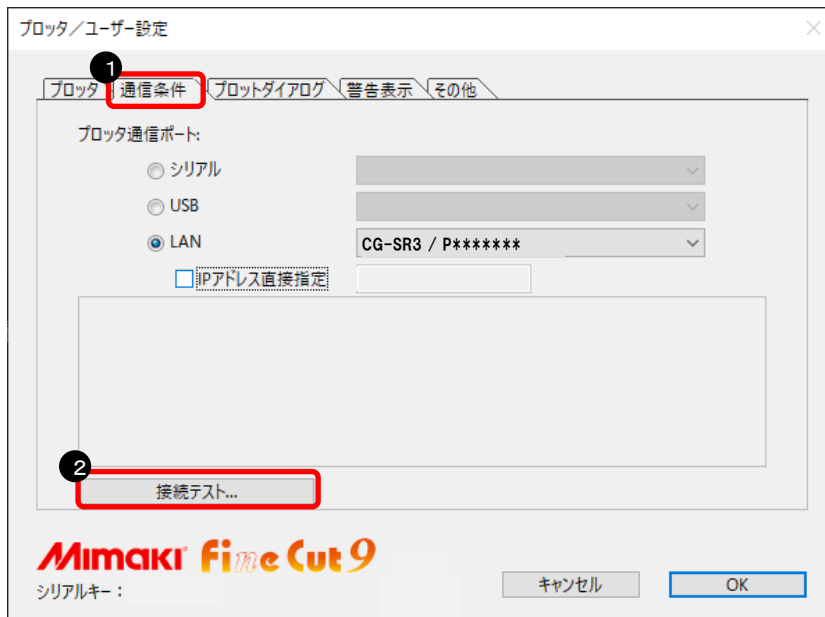 プロッタ／ユーザー設定
1
プロッタ 通信条件 プロットダイアログ 警告表示 その他
プロッタ通信ポート:
シリアル
USB
LAN CG-SR3 / P*******
IPアドレス直接指定
2
接続テスト...
Mimaki Fine Cut 9
シリアルキー：
キャンセル OK